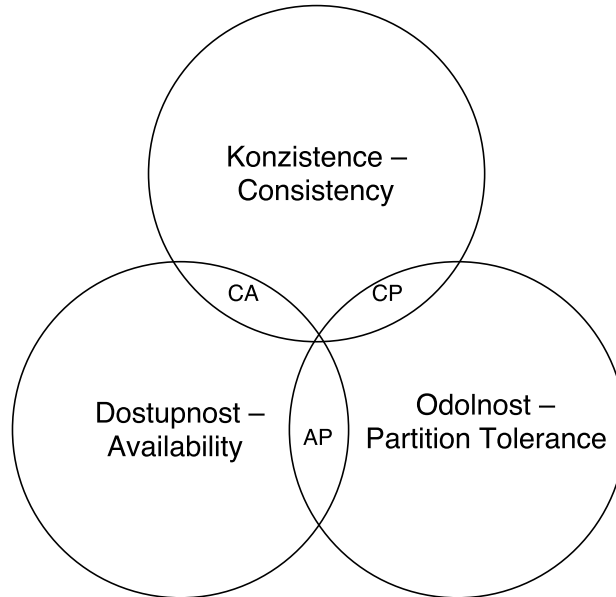 Konzistence –
Consistency
CA
CP
Dostupnost –
Availability
AP
Odolnost –
Partition Tolerance